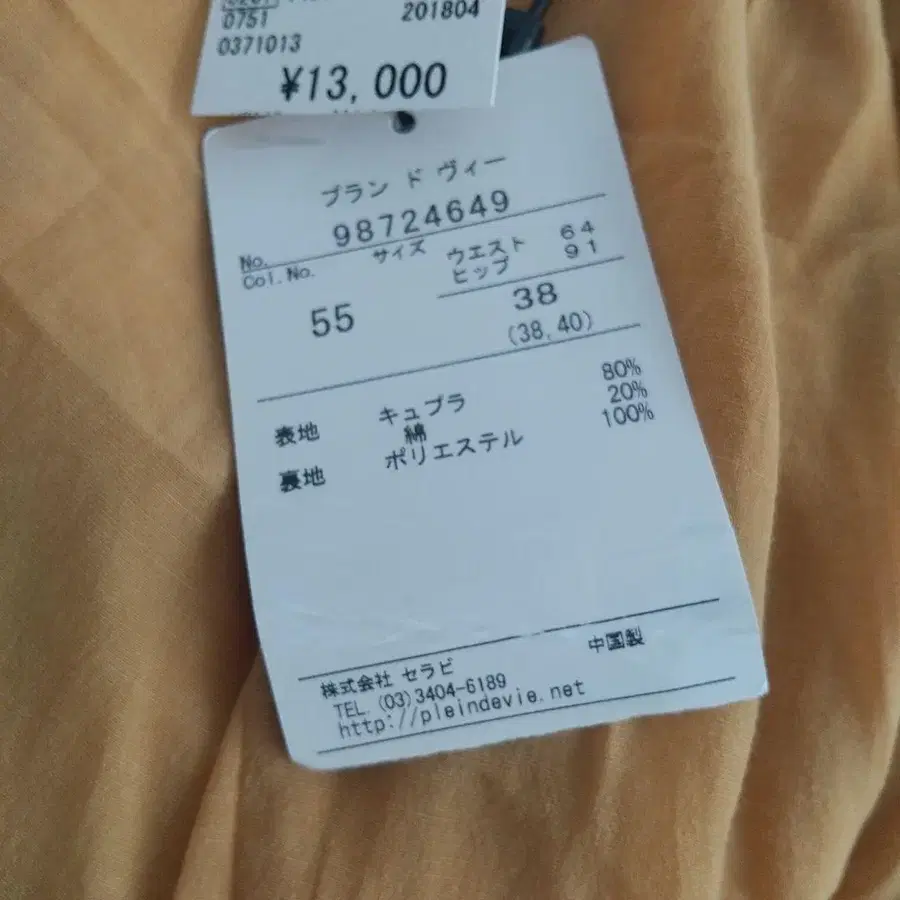 0751 201804
0371013
¥13,000
プラン ド ヴィー
No. 98724649
Col.No. サイズ ウエスト 64
ヒップ 91
55 38
(38,40)
表地 キュプラ 80%
綿 20%
裏地 ポリエステル 100%
中国製
株式会社 セラビ
TEL.(03)3404-6189
http://pleindevie.net